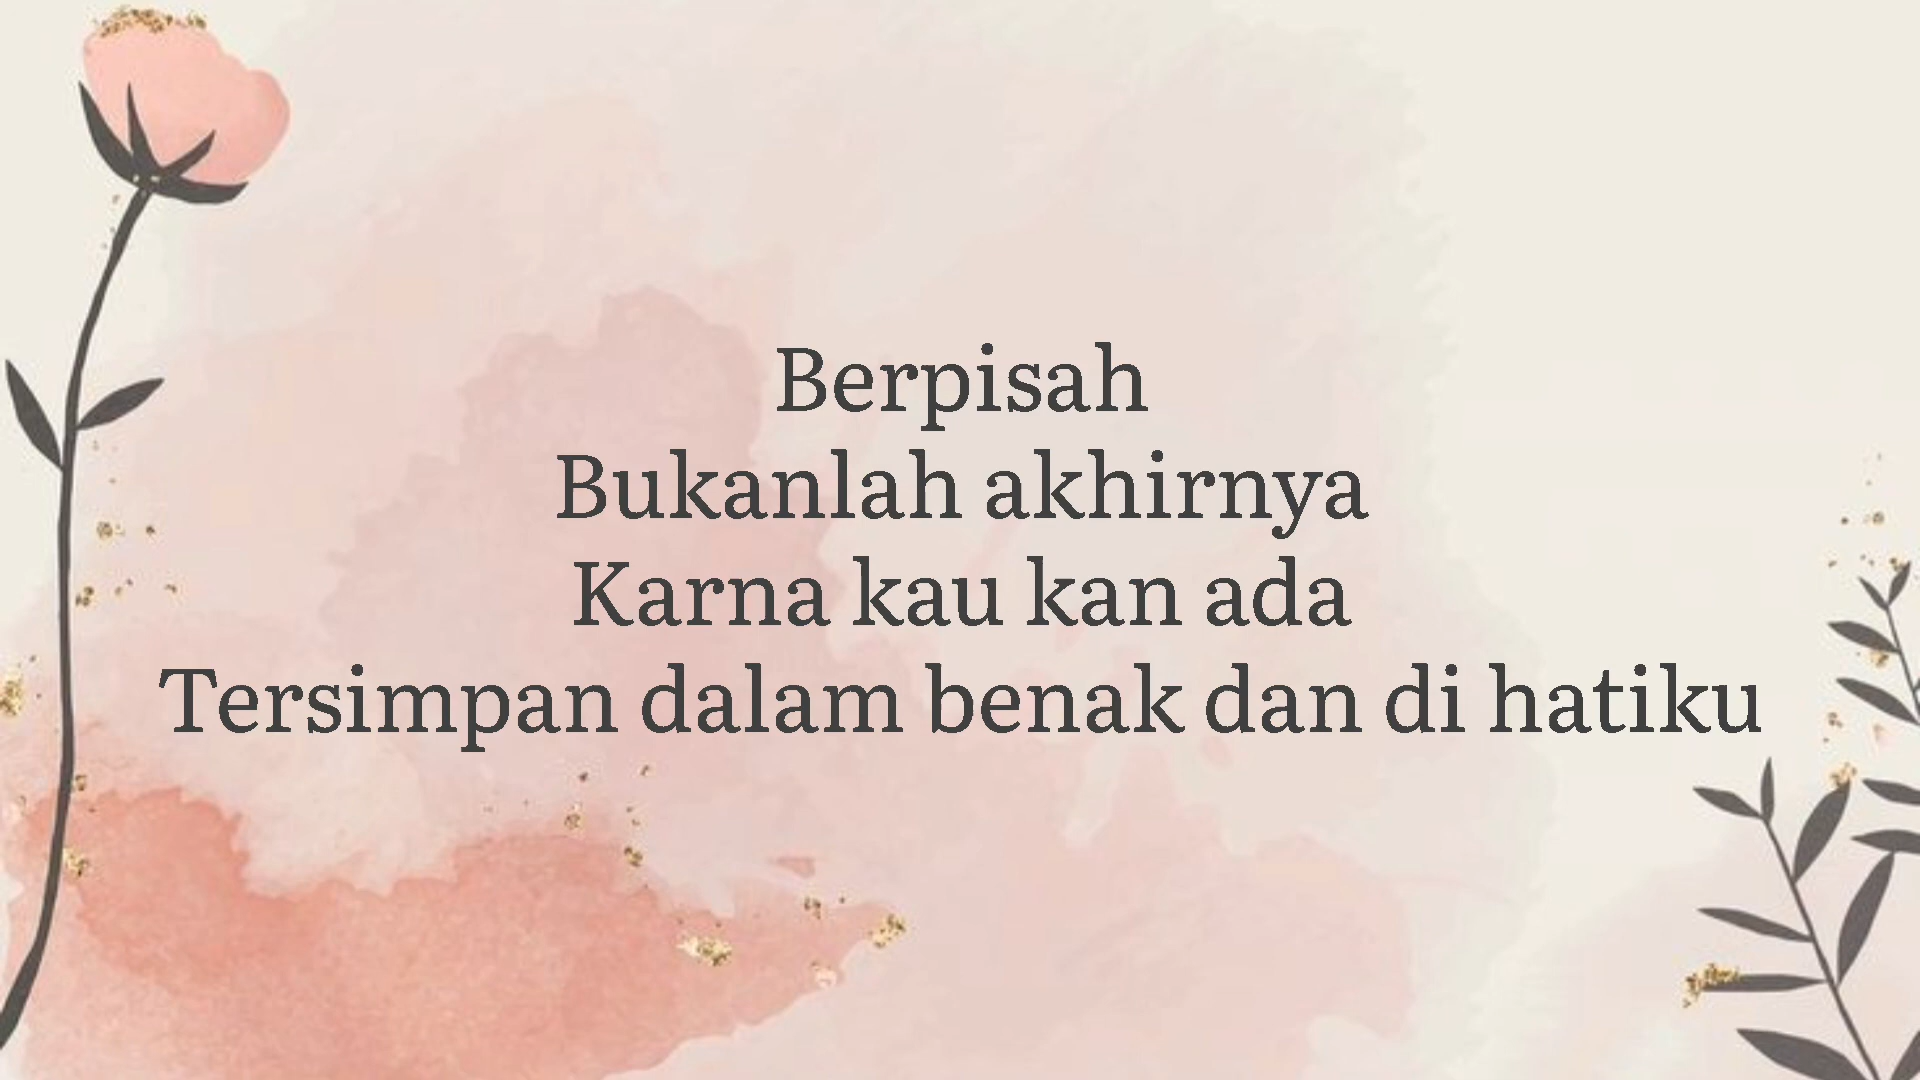 Berpisah
Bukanlah akhirnya
Karna kau kan ada
Tersimpan dalam benak dan di hatiku